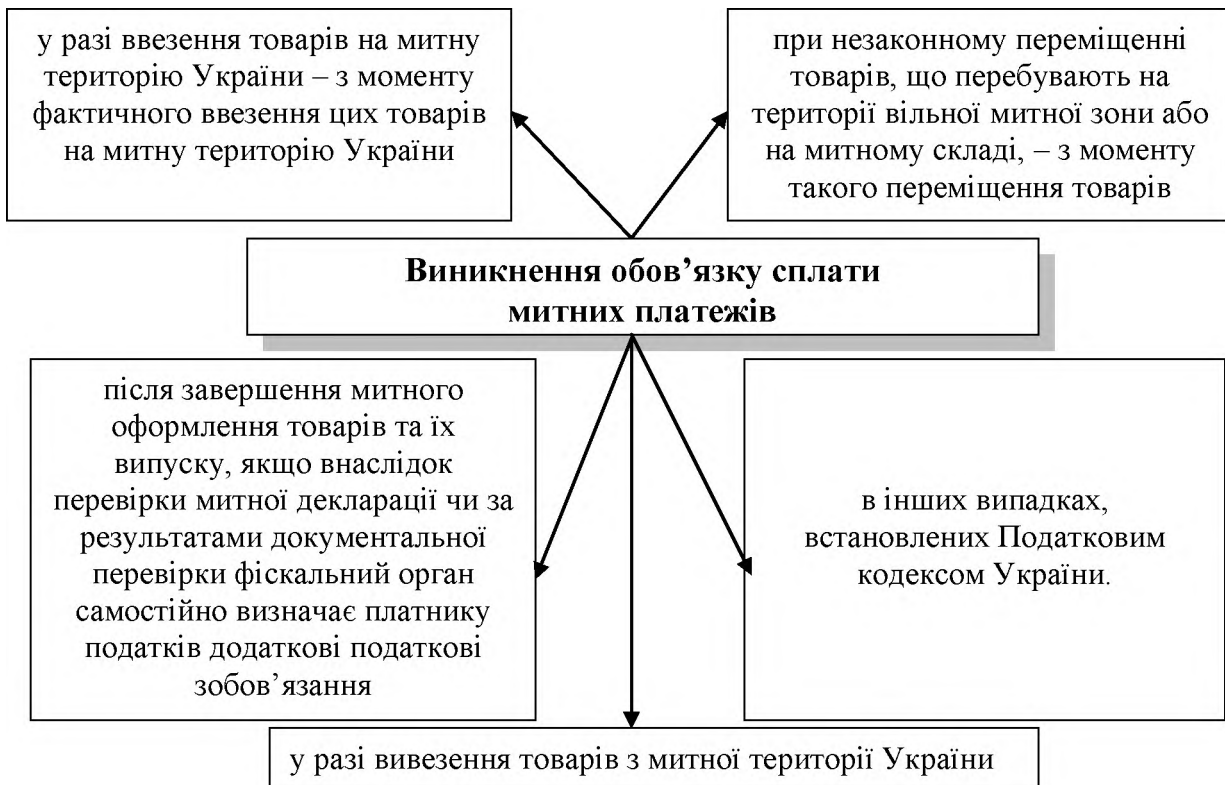 у разі ввезення товарів на митну
територію України – з моменту
фактичного ввезення цих товарів
на митну територію України
при незаконному переміщенні
товарів, що перебувають на
території вільної митної зони або
на митному складі, – з моменту
такого переміщення товарів
Виникнення обов’язку сплати
митних платежів
після завершення митного
оформлення товарів та їх
випуску, якщо внаслідок
перевірки митної декларації чи за
результатами документальної
перевірки фіскальний орган
самостійно визначає платнику
податків додаткові податкові
зобов’язання
в інших випадках,
встановлених Податковим
кодексом України.
у разі вивезення товарів з митної території України